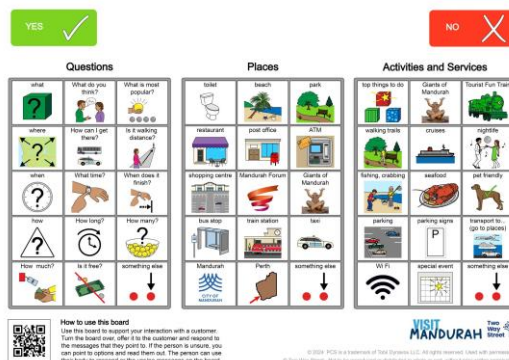 YES
NO
Questions
Places
Activities and Services
what
What do you think?
What is most popular?
toilet
beach
park
top things to do
Giants of Mandurah
Tourist Fun Train
where
How can I get there?
Is it walking distance?
restaurant
post office
ATM
walking trails
cruises
nightlife
when
What time?
When does it finish?
shopping centre
Mandurah Forum
Giants of Mandurah
fishing, crabbing
seafood
pet friendly
how
How long?
How many?
bus stop
train station
taxi
parking
parking signs
P
transport to...
(go to places)
How much?
Is it free?
something else
Mandurah
CITY OF
MANDURAH
Perth
something else
Wi Fi
special event
something else
How to use this board
Use this board to support your interaction with a customer.
Turn the board over, offer it to the customer and respond to
the messages that they point to. If the person is unsure, you
can point to options and read them out. The person can use
VISIT
MANDURAH
Two
Way
Street